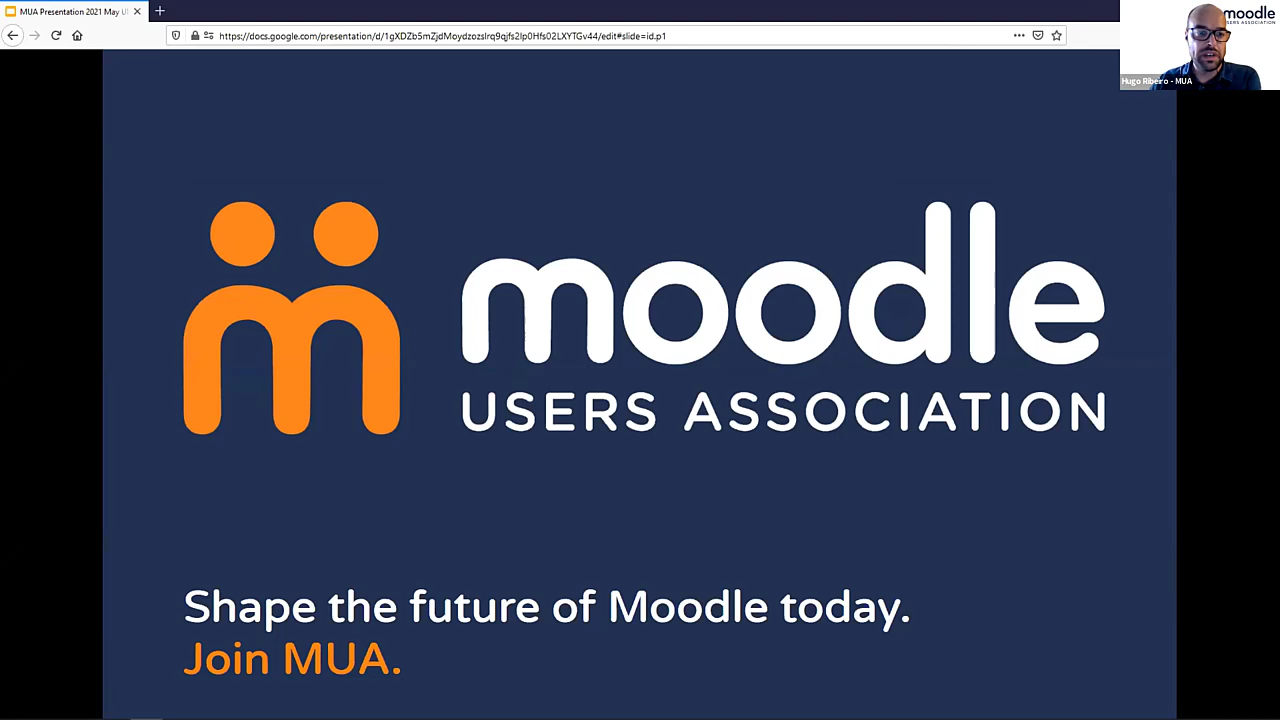 MUA Presentation 2021 May U
https://docs.google.com/presentation/d/1gXDZb5mZjdMoydzozslrq9qjfs2lp0Hfs02LXYTGv44/edit#slide=id.p1
moodle
USERS ASSOCIATION
Hugo Ribeiro - MUA
moodle
USERS ASSOCIATION
Shape the future of Moodle today.
Join MUA.